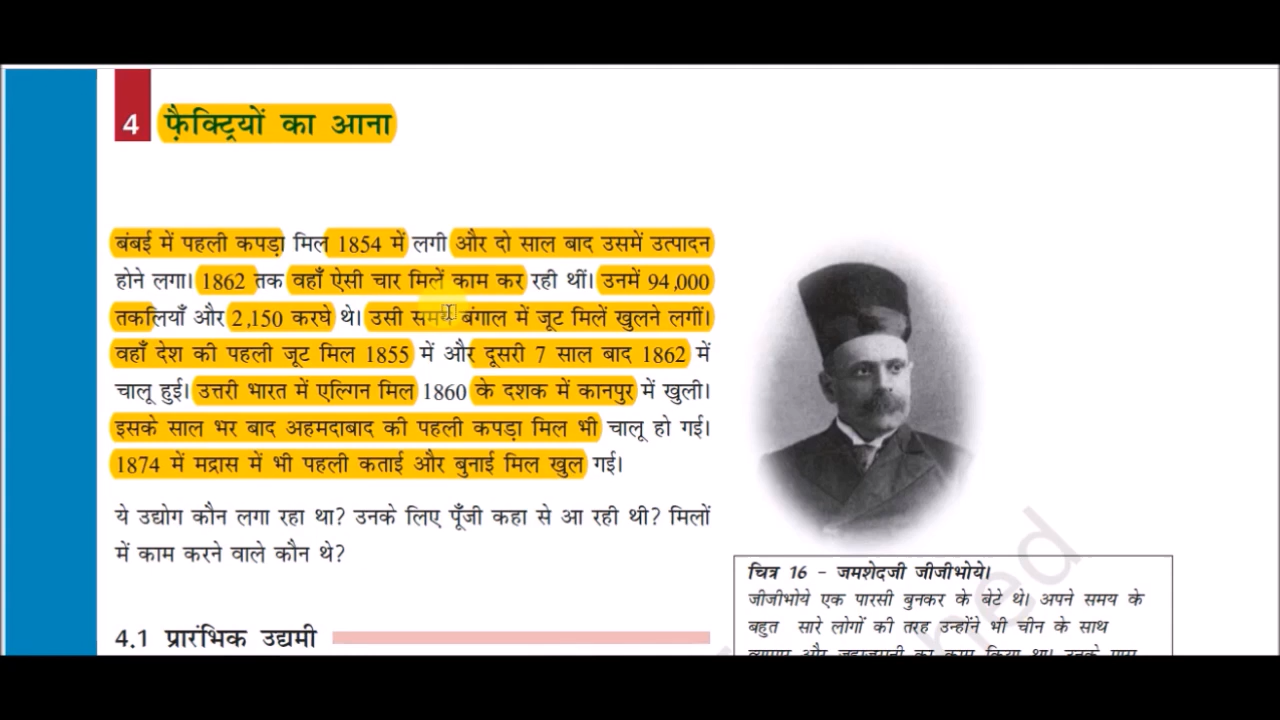 4 फ़ैक्ट्रियों का आना
बंबई में पहली कपड़ा मिल 1854 में लगी और दो साल बाद उसमें उत्पादन
होने लगा। 1862 तक वहाँ ऐसी चार मिलें काम कर रही थीं। उनमें 94,000
तकलियाँ और 2,150 करघे थे। उसी समय बंगाल में जूट मिलें खुलने लगीं।
वहाँ देश की पहली जूट मिल 1855 में और दूसरी 7 साल बाद 1862 में
चालू हुई। उत्तरी भारत में एल्गिन मिल 1860 के दशक में कानपुर में खुली।
इसके साल भर बाद अहमदाबाद की पहली कपड़ा मिल भी चालू हो गई।
1874 में मद्रास में भी पहली कताई और बुनाई मिल खुल गई।
ये उद्योग कौन लगा रहा था? उनके लिए पूँजी कहा से आ रही थी? मिलों
में काम करने वाले कौन थे?
4.1 प्रारंभिक उद्यमी
चित्र 16 – जमशेदजी जीजीभोये।
जीजीभोये एक पारसी बुनकर के बेटे थे। अपने समय के
बहुत सारे लोगों की तरह उन्होंने भी चीन के साथ